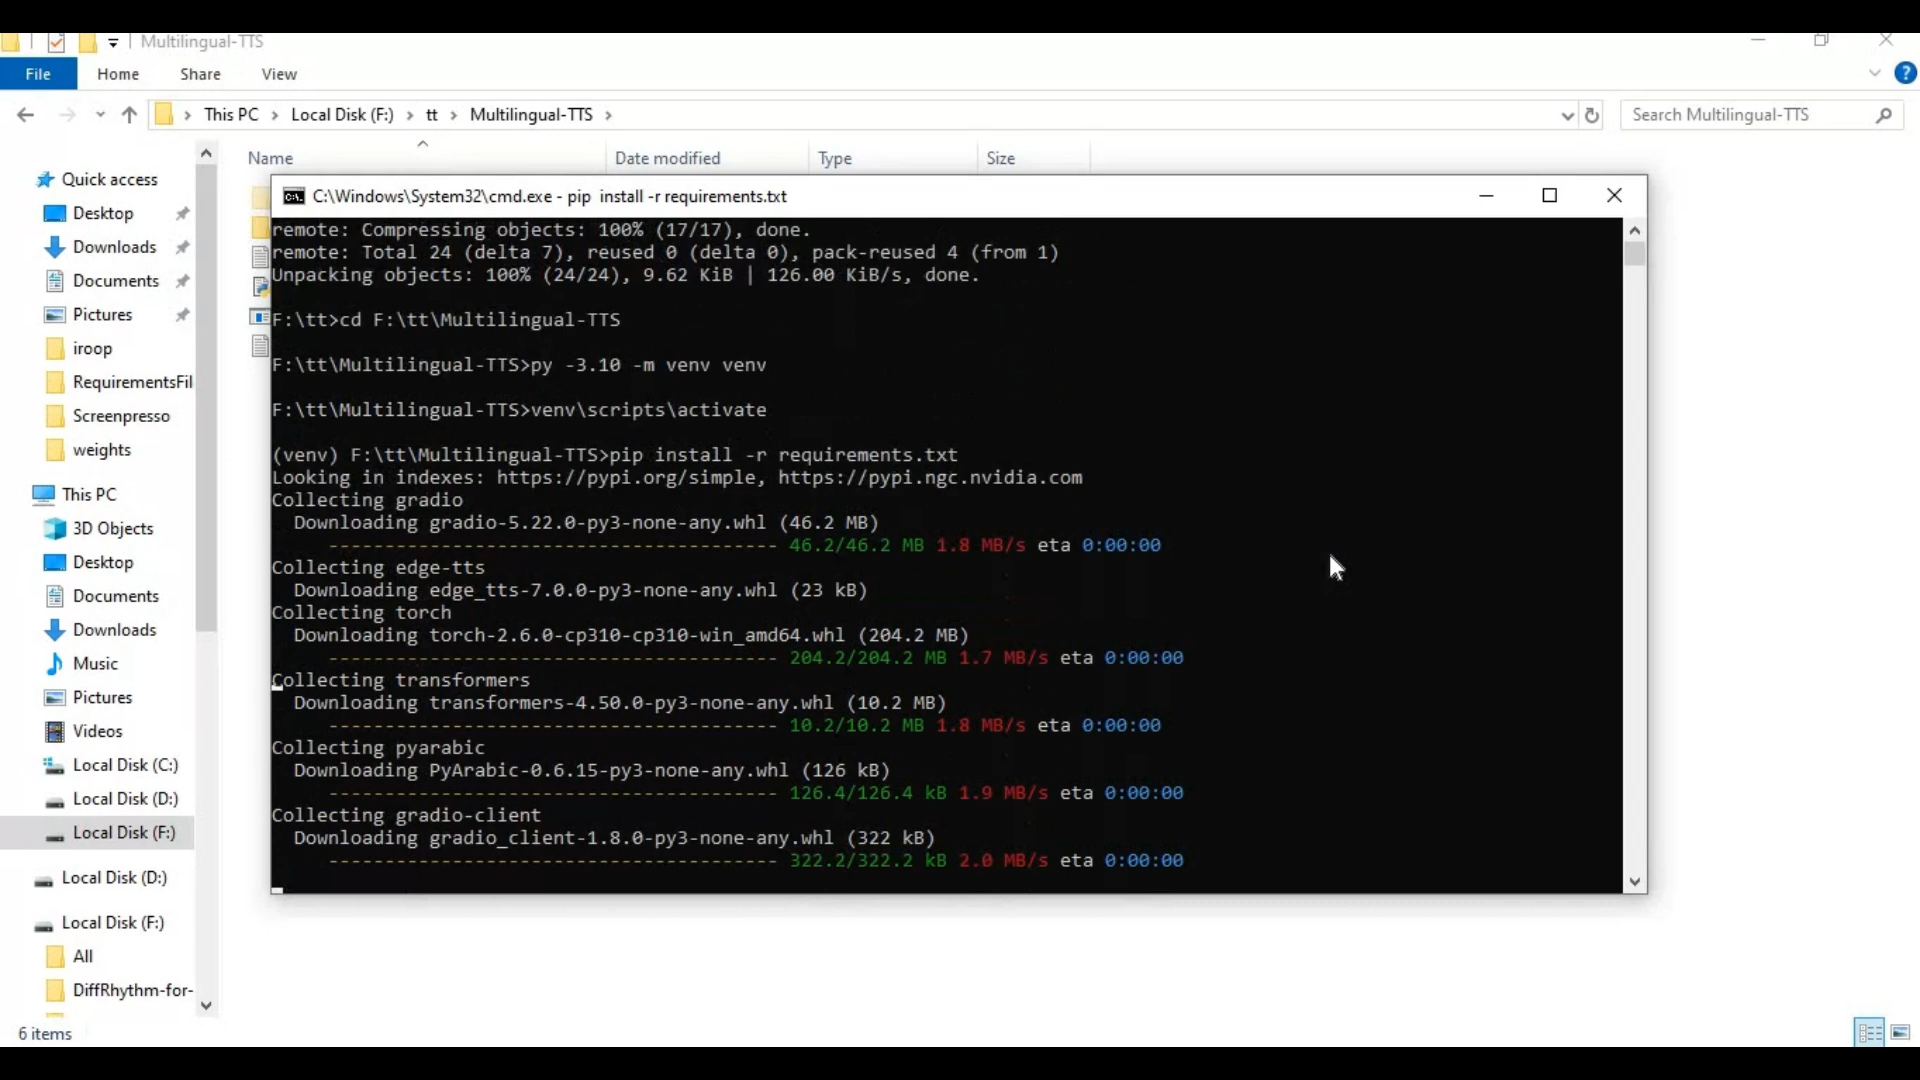 Multilingual-TTS
File Home Share View
This PC > Local Disk (F:) > tt > Multilingual-TTS >
Search Multilingual-TTS
Name Date modified Type Size
Quick access
Desktop
Downloads
Documents
Pictures
iroop
RequirementsFil
Screenpresso
weights
This PC
3D Objects
Desktop
Documents
Downloads
Music
Pictures
Videos
Local Disk (C:)
Local Disk (D:)
Local Disk (F:)
Local Disk (D:)
Local Disk (F:)
All
DiffRhythm-for-
6 items
C:\Windows\System32\cmd.exe - pip install -r requirements.txt
remote: Compressing objects: 100% (17/17), done.
remote: Total 24 (delta 7), reused 0 (delta 0), pack-reused 4 (from 1)
Unpacking objects: 100% (24/24), 9.62 KiB | 126.00 KiB/s, done.
F:\tt>cd F:\tt\Multilingual-TTS
F:\tt\Multilingual-TTS>py -3.10 -m venv venv
F:\tt\Multilingual-TTS>venv\scripts\activate
(venv) F:\tt\Multilingual-TTS>pip install -r requirements.txt
Looking in indexes: https://pypi.org/simple, https://pypi.ngc.nvidia.com
Collecting gradio
Downloading gradio-5.22.0-py3-none-any.whl (46.2 MB)
---------------------------------------- 46.2/46.2 MB 1.8 MB/s eta 0:00:00
Collecting edge-tts
Downloading edge_tts-7.0.0-py3-none-any.whl (23 kB)
Collecting torch
Downloading torch-2.6.0-cp310-cp310-win_amd64.whl (204.2 MB)
---------------------------------------- 204.2/204.2 MB 1.7 MB/s eta 0:00:00
Collecting transformers
Downloading transformers-4.50.0-py3-none-any.whl (10.2 MB)
---------------------------------------- 10.2/10.2 MB 1.8 MB/s eta 0:00:00
Collecting pyarabic
Downloading PyArabic-0.6.15-py3-none-any.whl (126 kB)
---------------------------------------- 126.4/126.4 kB 1.9 MB/s eta 0:00:00
Collecting gradio-client
Downloading gradio_client-1.8.0-py3-none-any.whl (322 kB)
---------------------------------------- 322.2/322.2 kB 2.0 MB/s eta 0:00:00